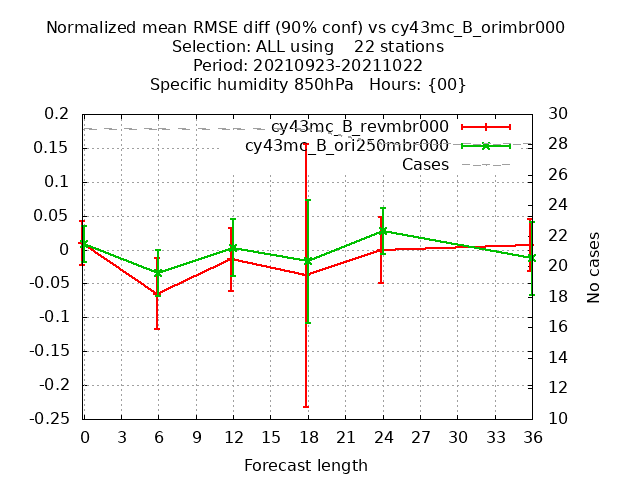 Normalized mean RMSE diff (90% conf) vs cy43mc_B_orimbr000
Selection: ALL using    22 stations
Period: 20210923-20211022
Specific humidity 850hPa   Hours: {00}
cy43mc_B_revmbr000
cy43mc_B_ori250mbr000
Cases
0.2
0.15
0.1
0.05
0
-0.05
-0.1
-0.15
-0.2
-0.25
30
28
26
24
22
20
18
16
14
12
10
No cases
0 3 6 9 12 15 18 21 24 27 30 33 36
Forecast length